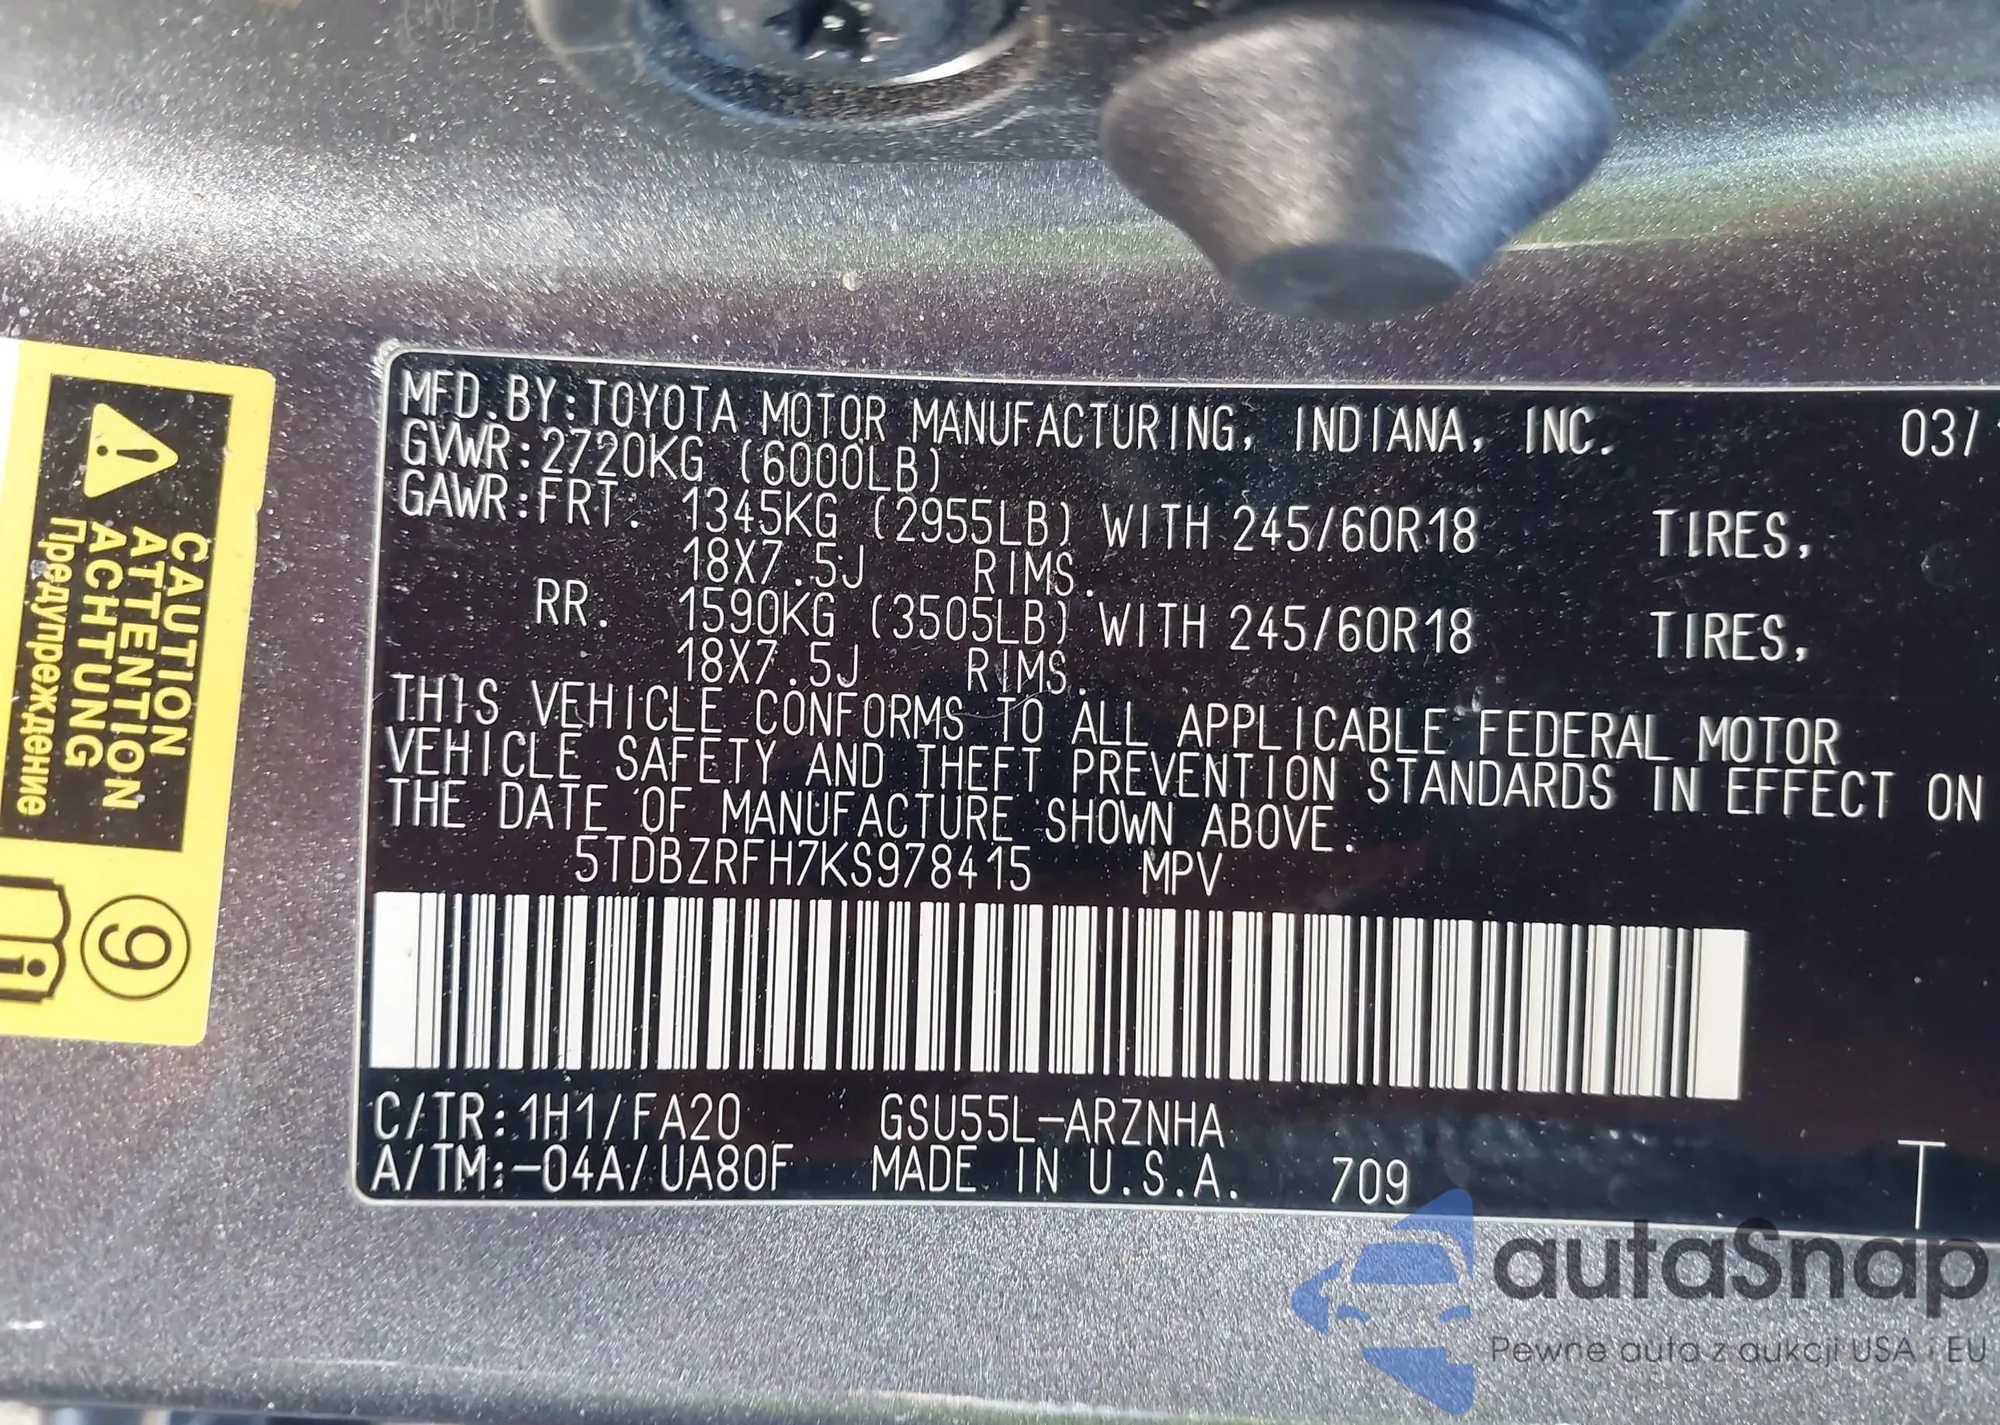 MFD.BY:TOYOTA MOTOR MANUFACTURING, INDIANA, INC. 03/
GVWR:2720KG (6000LB)
GAWR:FRT. 1345KG (2955LB) WITH 245/60R18 TIRES,
18X7.5J RIMS.
RR. 1590KG (3505LB) WITH 245/60R18 TIRES,
18X7.5J RIMS.
THIS VEHICLE CONFORMS TO ALL APPLICABLE FEDERAL MOTOR
VEHICLE SAFETY AND THEFT PREVENTION STANDARDS IN EFFECT ON
THE DATE OF MANUFACTURE SHOWN ABOVE.
5TDBZRFH7KS978415 MPV
C/TR:1H1/FA20 GSU55L-ARZNHA
A/TM:-04A/UA80F MADE IN U.S.A. 709 T
CAUTION
ATTENTION
ACHTUNG
Предупреждение
9
autaSnap
Pewne auta z aukcji USA i EU